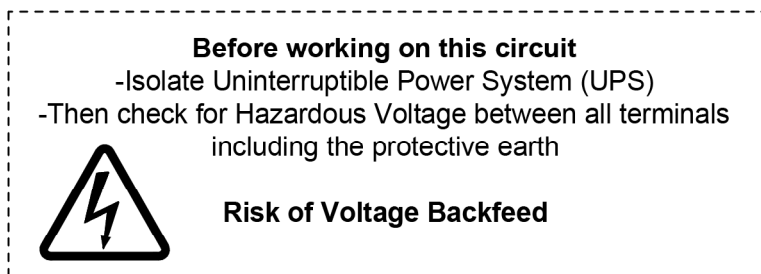 Before working on this circuit
-Isolate Uninterruptible Power System (UPS)
-Then check for Hazardous Voltage between all terminals
including the protective earth
Risk of Voltage Backfeed